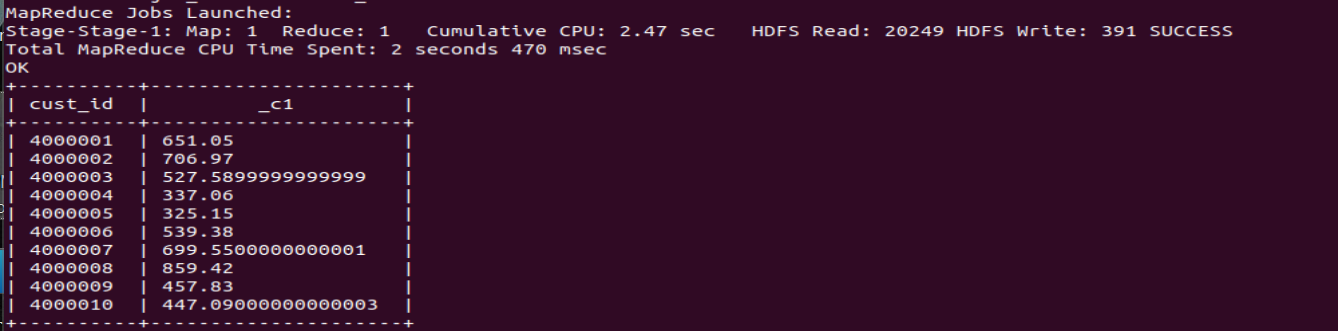 MapReduce Jobs Launched:
Stage-Stage-1: Map: 1  Reduce: 1   Cumulative CPU: 2.47 sec   HDFS Read: 20249 HDFS Write: 391 SUCCESS
Total MapReduce CPU Time Spent: 2 seconds 470 msec
OK
+----------+---------------------+
| cust_id  |         _c1         |
+----------+---------------------+
| 4000001  | 651.05              |
| 4000002  | 706.97              |
| 4000003  | 527.5899999999999   |
| 4000004  | 337.06              |
| 4000005  | 325.15              |
| 4000006  | 539.38              |
| 4000007  | 699.5500000000001   |
| 4000008  | 859.42              |
| 4000009  | 457.83              |
| 4000010  | 447.09000000000003  |
+----------+---------------------+